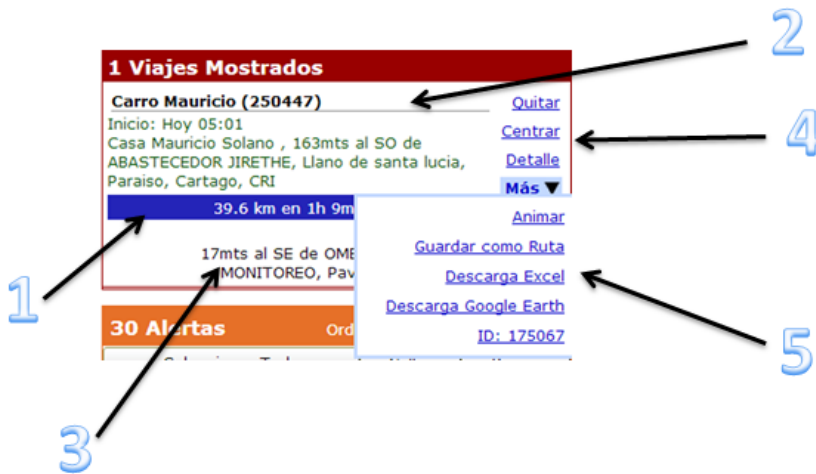 2
1 Viajes Mostrados
Carro Mauricio (250447)
Quitar
Inicio: Hoy 05:01
Centrar
4
Casa Mauricio Solano , 163mts al SO de
ABASTECEDOR JIRETHE, Llano de santa lucia,
Detalle
Paraiso, Cartago, CRI
Más ▼
39.6 km en 1h 9m
Animar
17mts al SE de OME
Guardar como Ruta
MONITOREO, Pav
Descarga Excel
1
Descarga Google Earth
30 Alertas
Ord
ID: 175067
5
3